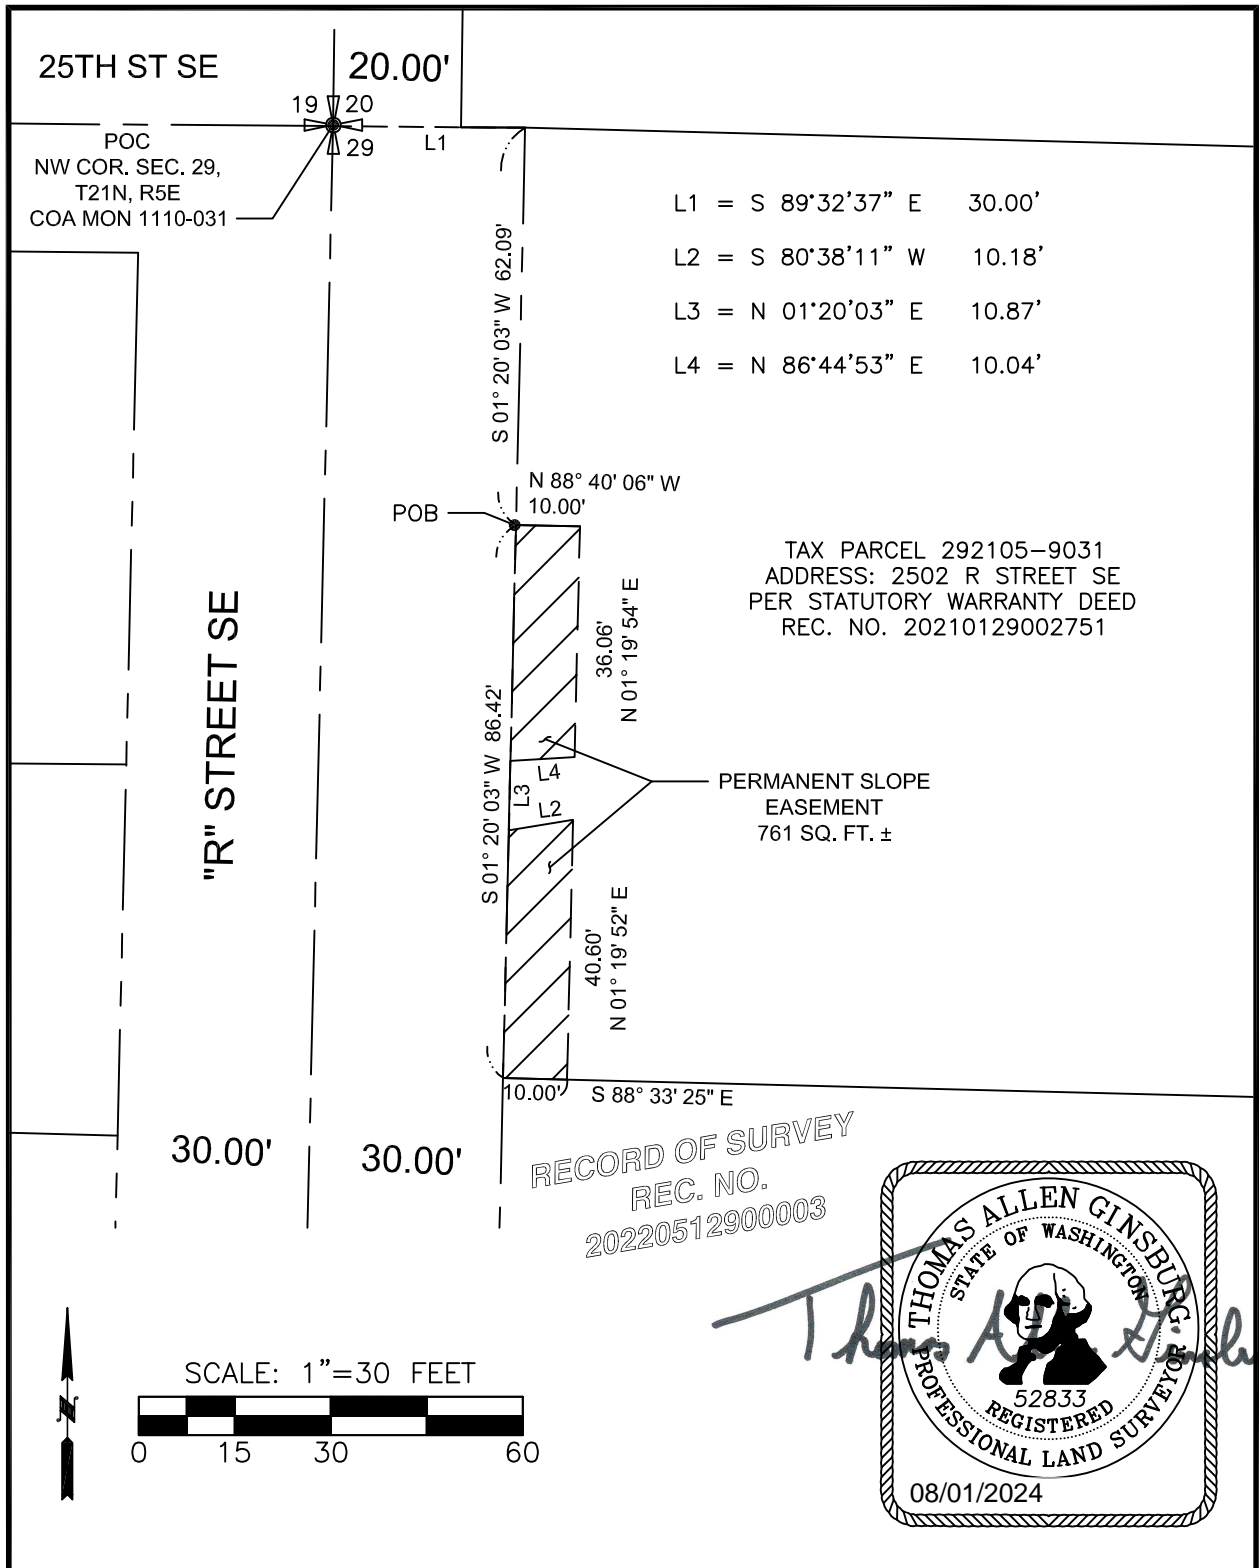 25TH ST SE
20.00'
19 20
29
POC
NW COR. SEC. 29,
T21N, R5E
COA MON 1110-031
L1
L1 = S 89°32'37" E 30.00'
L2 = S 80°38'11" W 10.18'
L3 = N 01°20'03" E 10.87'
L4 = N 86°44'53" E 10.04'
S 01° 20' 03" W 62.09'
N 88° 40' 06" W
10.00'
POB
TAX PARCEL 292105-9031
ADDRESS: 2502 R STREET SE
PER STATUTORY WARRANTY DEED
REC. NO. 20210129002751
"R" STREET SE
36.06'
N 01° 19' 54" E
S 01° 20' 03" W 86.42'
L4
L3
L2
PERMANENT SLOPE
EASEMENT
761 SQ. FT. ±
40.60'
N 01° 19' 52" E
10.00'
S 88° 33' 25" E
30.00'
30.00'
RECORD OF SURVEY
REC. NO.
20220512900003
THOMAS ALLEN GINSBURG
STATE OF WASHINGTON
52833
REGISTERED
PROFESSIONAL LAND SURVEYOR
08/01/2024
N
SCALE: 1"=30 FEET
0 15 30 60